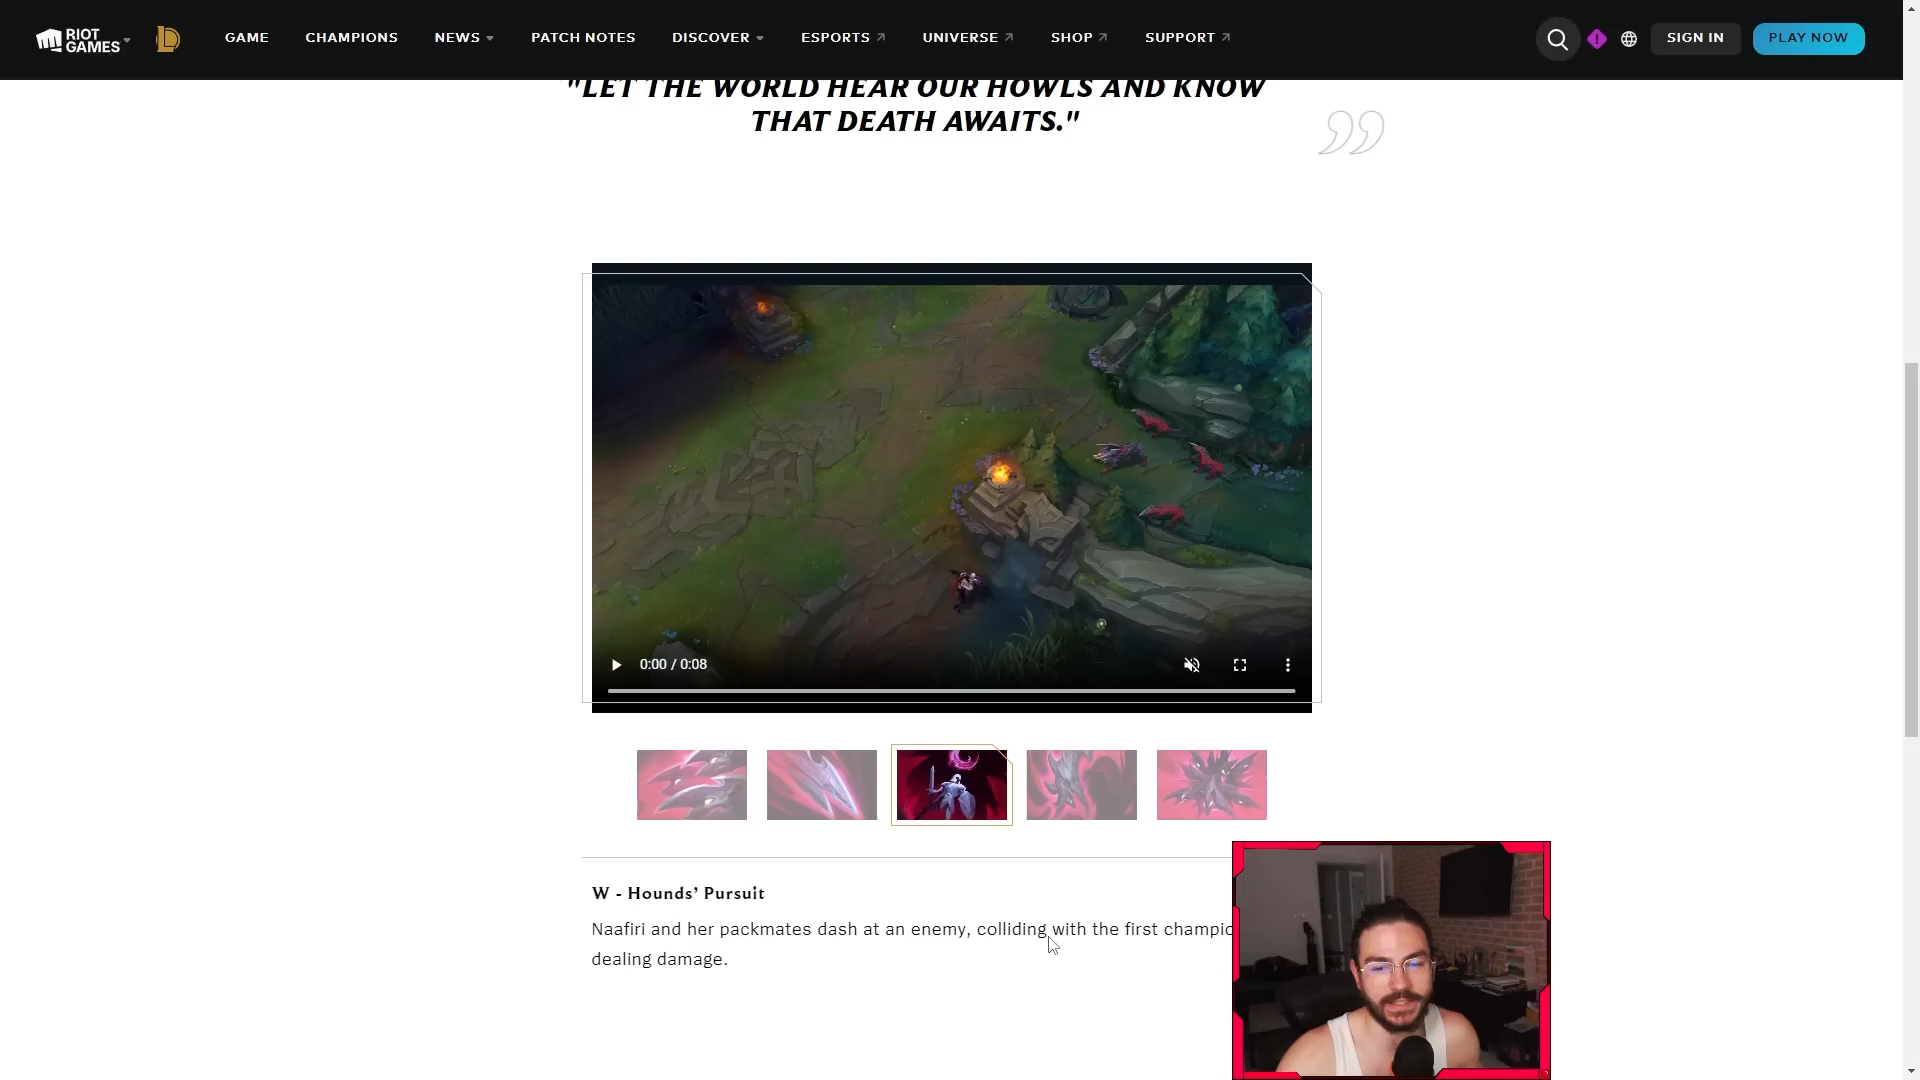 RIOT
GAMES
GAME CHAMPIONS NEWS PATCH NOTES DISCOVER ESPORTS UNIVERSE SHOP SUPPORT SIGN IN PLAY NOW
"LET THE WORLD HEAR OUR HOWLS AND KNOW
THAT DEATH AWAITS."
0:00 / 0:08
W - Hounds' Pursuit
Naafiri and her packmates dash at an enemy, colliding with the first
dealing damage.